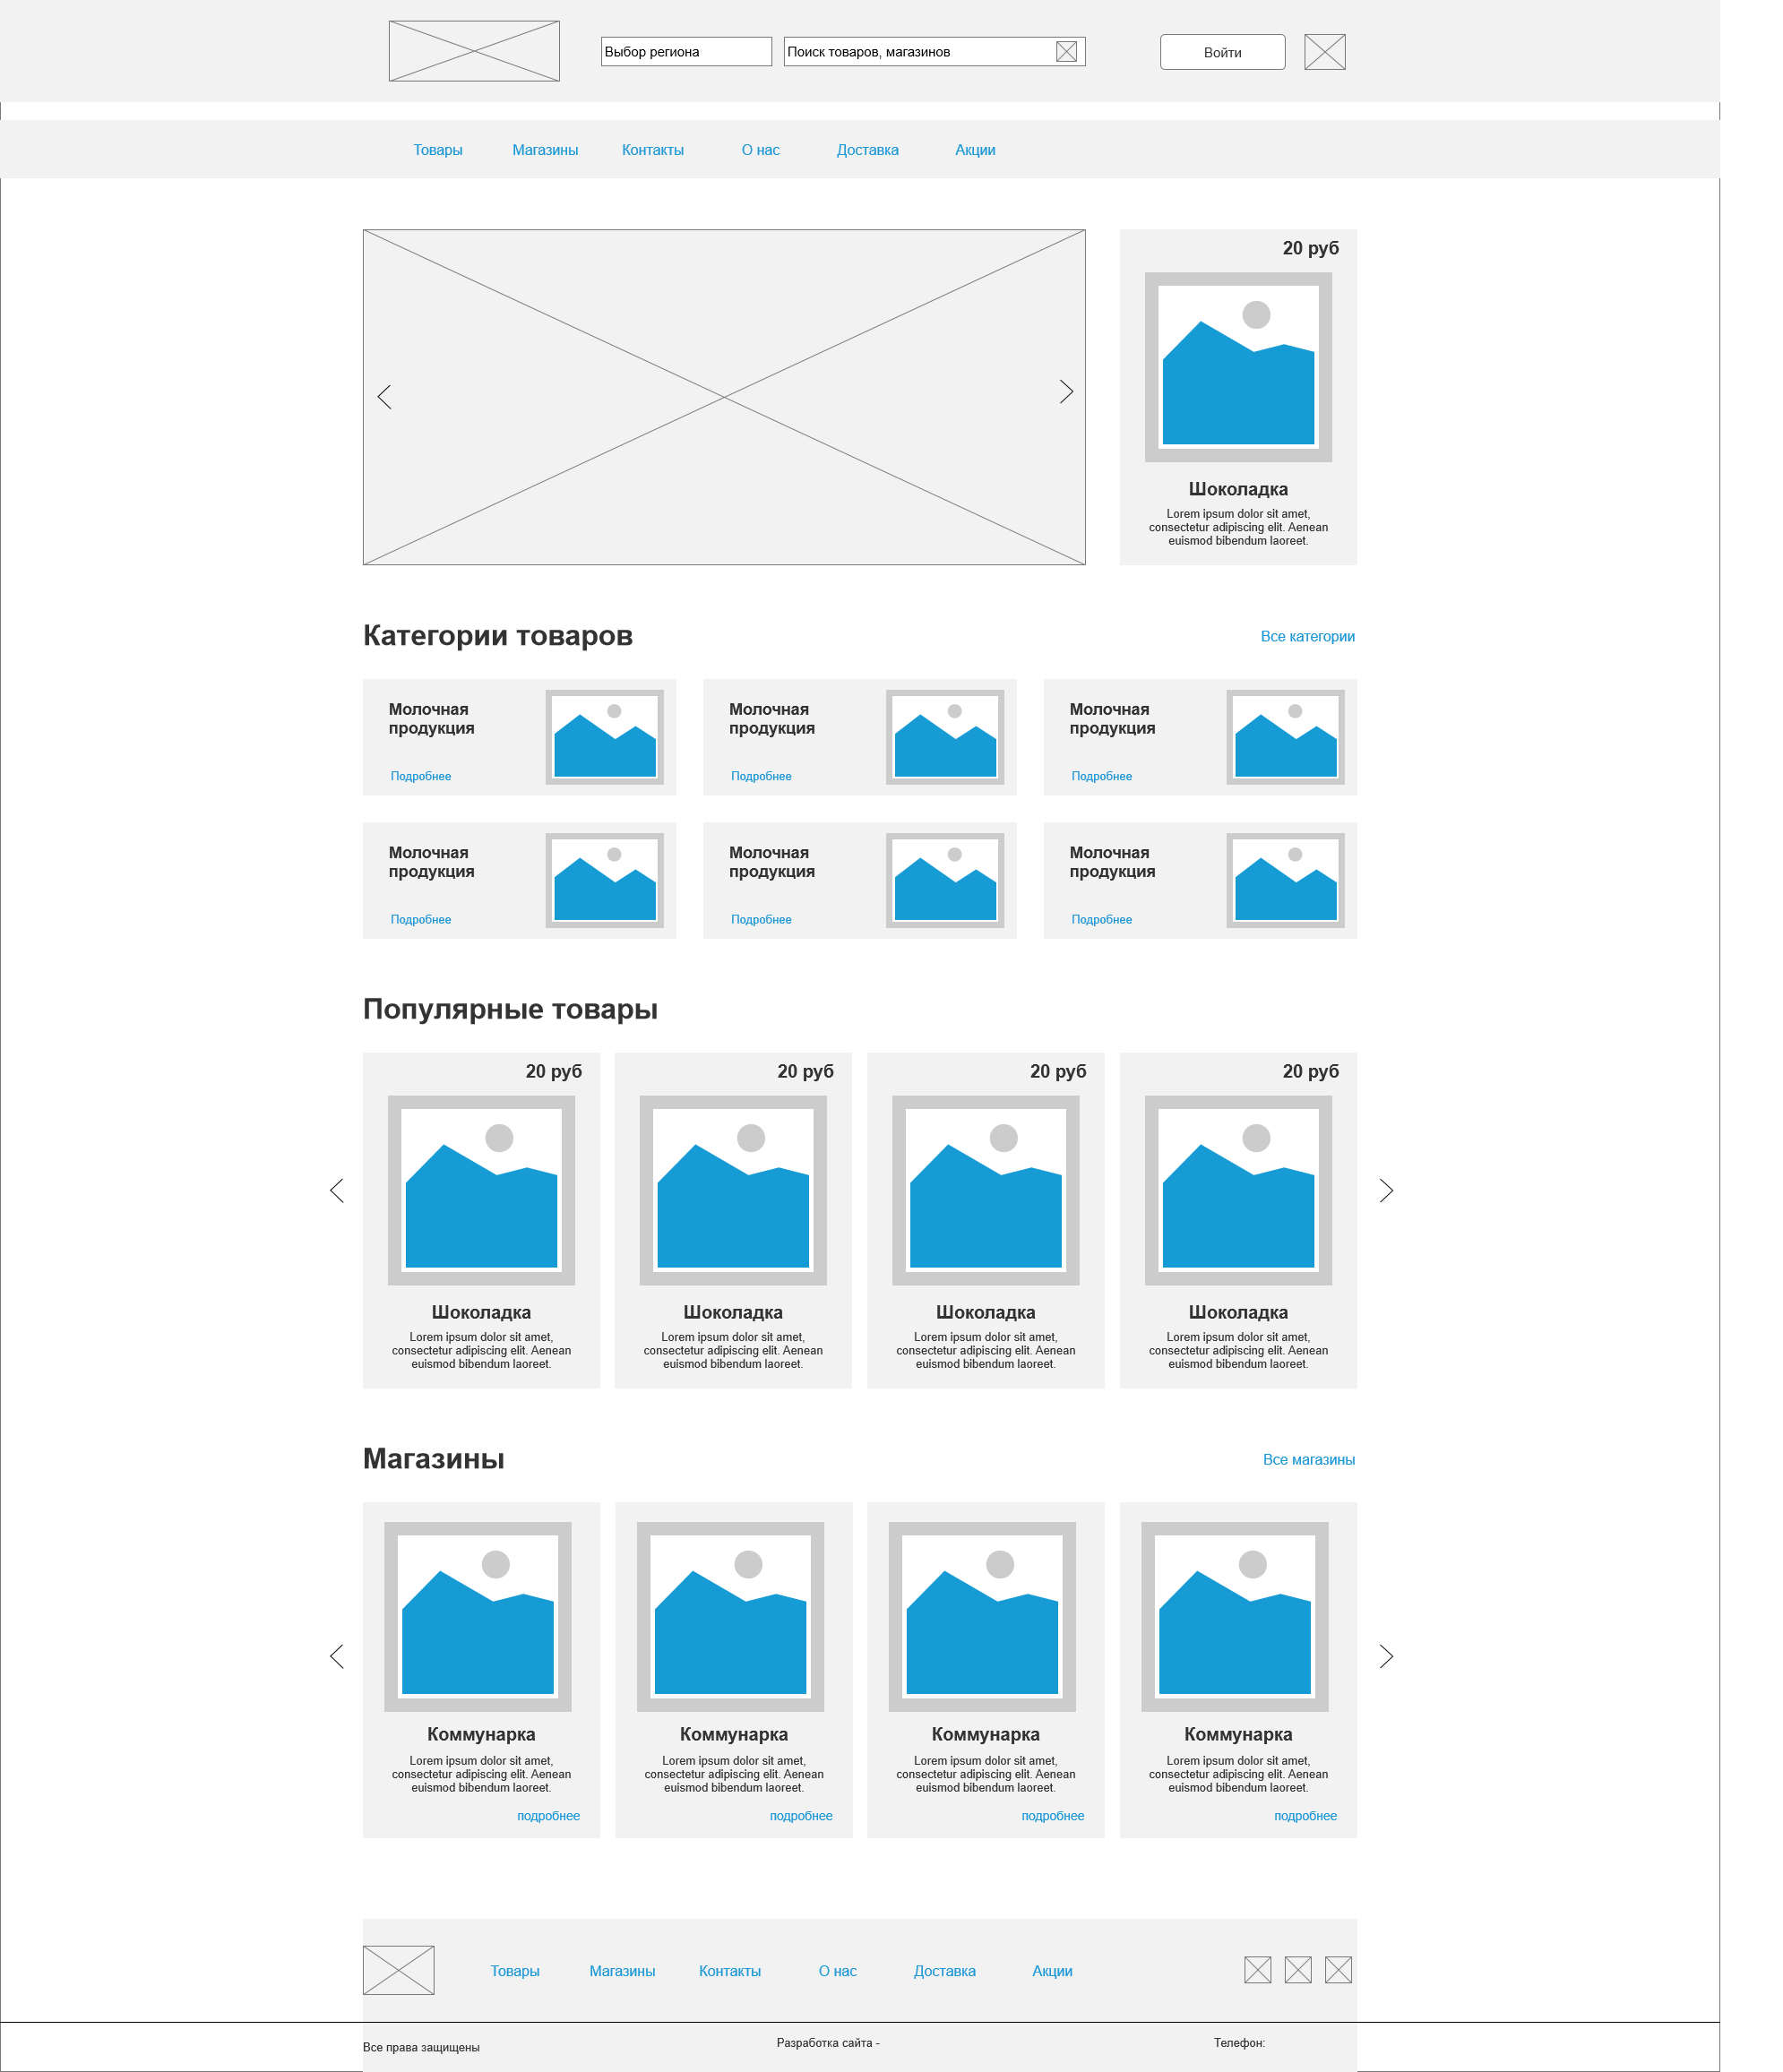 Выбор региона
Поиск товаров, магазинов
Войти
Товары
Магазины
Контакты
О нас
Доставка
Акции
20 руб
Шоколадка
Lorem ipsum dolor sit amet,
consectetur adipiscing elit. Aenean
euismod bibendum laoreet.
Категории товаров
Все категории
Молочная
продукция
Подробнее
Молочная
продукция
Подробнее
Молочная
продукция
Подробнее
Молочная
продукция
Подробнее
Молочная
продукция
Подробнее
Молочная
продукция
Подробнее
Популярные товары
20 руб
Шоколадка
Lorem ipsum dolor sit amet,
consectetur adipiscing elit. Aenean
euismod bibendum laoreet.
20 руб
Шоколадка
Lorem ipsum dolor sit amet,
consectetur adipiscing elit. Aenean
euismod bibendum laoreet.
20 руб
Шоколадка
Lorem ipsum dolor sit amet,
consectetur adipiscing elit. Aenean
euismod bibendum laoreet.
20 руб
Шоколадка
Lorem ipsum dolor sit amet,
consectetur adipiscing elit. Aenean
euismod bibendum laoreet.
Магазины
Все магазины
Коммунарка
Lorem ipsum dolor sit amet,
consectetur adipiscing elit. Aenean
euismod bibendum laoreet.
подробнее
Коммунарка
Lorem ipsum dolor sit amet,
consectetur adipiscing elit. Aenean
euismod bibendum laoreet.
подробнее
Коммунарка
Lorem ipsum dolor sit amet,
consectetur adipiscing elit. Aenean
euismod bibendum laoreet.
подробнее
Коммунарка
Lorem ipsum dolor sit amet,
consectetur adipiscing elit. Aenean
euismod bibendum laoreet.
подробнее
Товары
Магазины
Контакты
О нас
Доставка
Акции
Все права защищены
Разработка сайта -
Телефон: